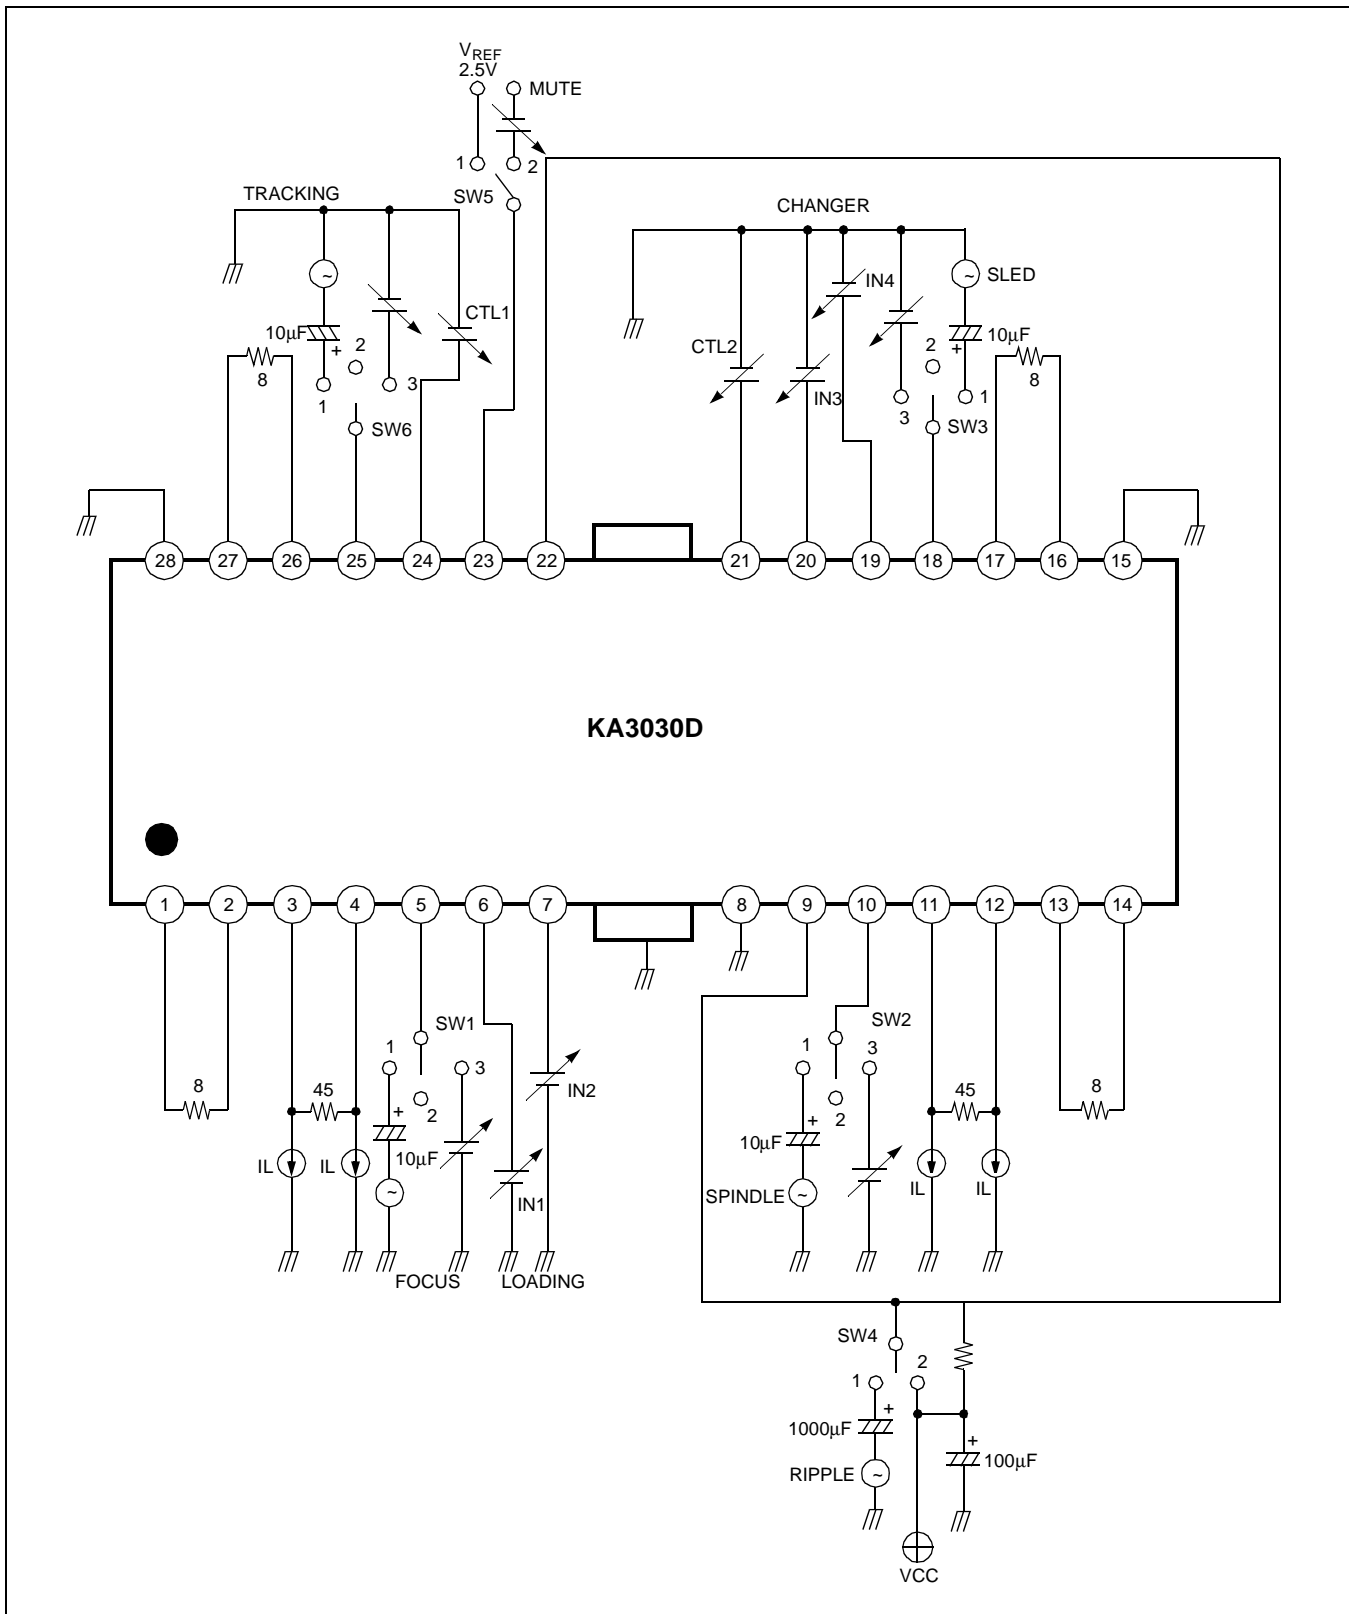 VREF
2.5V
MUTE
1
2
SW5
TRACKING
CHANGER
~
CTL1
10µF
+
2
8
1
3
SW6
IN4
~
SLED
CTL2
IN3
2
10µF
+
3
1
8
SW3
28 27 26 25 24 23 22 21 20 19 18 17 16 15
KA3030D
1 2 3 4 5 6 7 8 9 10 11 12 13 14
SW1
1
3
2
SW2
1
3
2
8
45
+
10µF
IN2
IL
IL
~
IN1
FOCUS
LOADING
+
10µF
SPINDLE
~
45
IL
IL
8
SW4
1
2
+
1000µF
RIPPLE
~
+
100µF
VCC